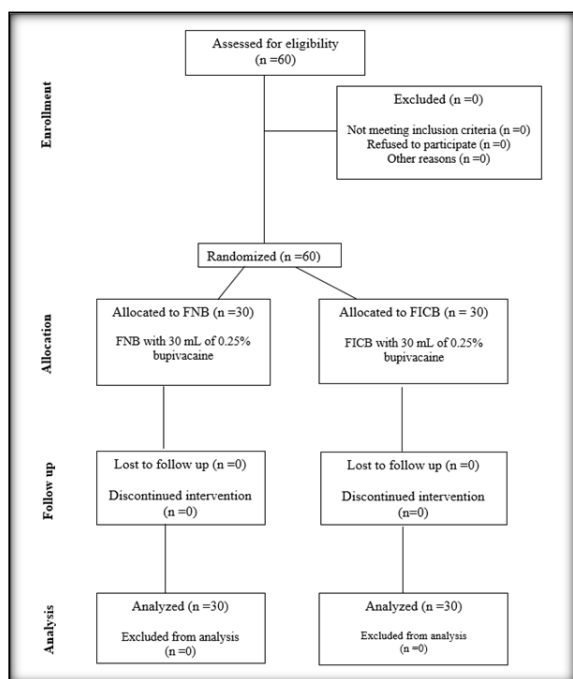 Assessed for eligibility
(n =60)
Enrollment
Excluded (n =0)
Not meeting inclusion criteria (n =0)
Refused to participate (n =0)
Other reasons (n =0)
Randomized (n =60)
Allocation
Allocated to FNB (n =30)
FNB with 30 mL of 0.25%
bupivacaine
Allocated to FICB (n = 30)
FICB with 30 mL of 0.25%
bupivacaine
Follow up
Lost to follow up (n =0)
Discontinued intervention
(n =0)
Lost to follow up (n =0)
Discontinued intervention
(n=0)
Analysis
Analyzed (n =30)
Excluded from analysis
(n =0)
Analyzed (n =30)
Excluded from analysis
(n =0)